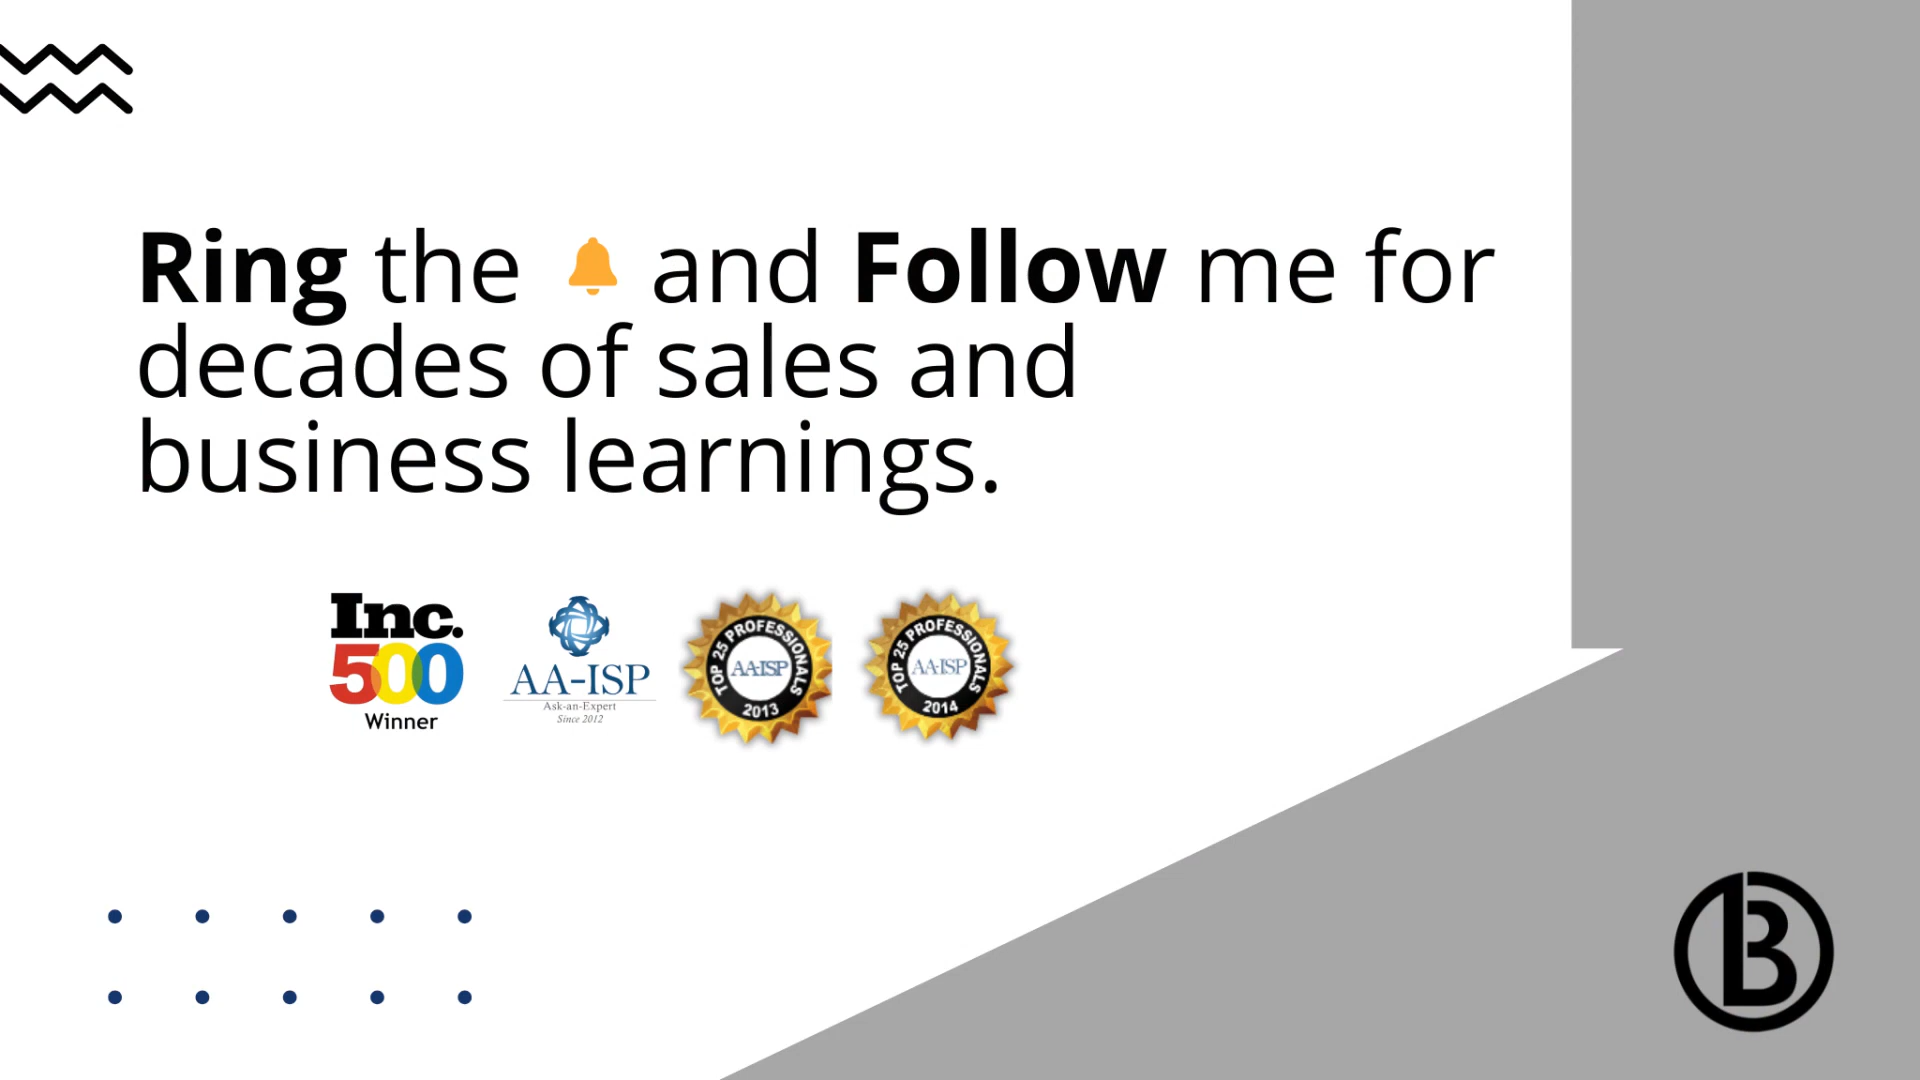 Ring the 🔔 and Follow me for
decades of sales and
business learnings.
Inc.
500
Winner
AA-ISP
Ask-an-Expert
Since 2012
TOP 25 PROFESSIONALS
AA-ISP
2013
TOP 25 PROFESSIONALS
AA-ISP
2014
B